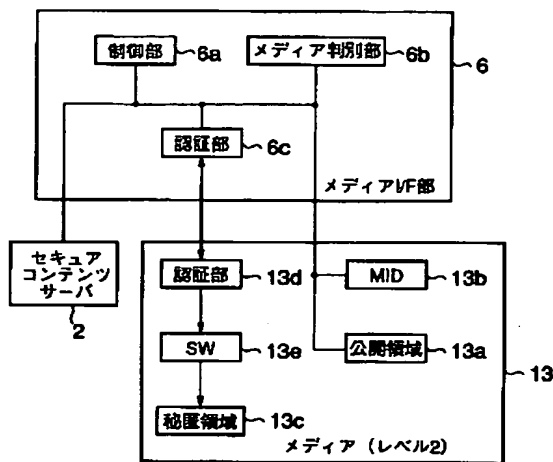 制御部
6a
メディア判別部
6b
6
認証部
6c
メディアI/F部
セキュア
コンテンツ
サーバ
2
認証部
13d
MID
13b
SW
13e
公開領域
13a
13
秘匿領域
13c
メディア (レベル2)